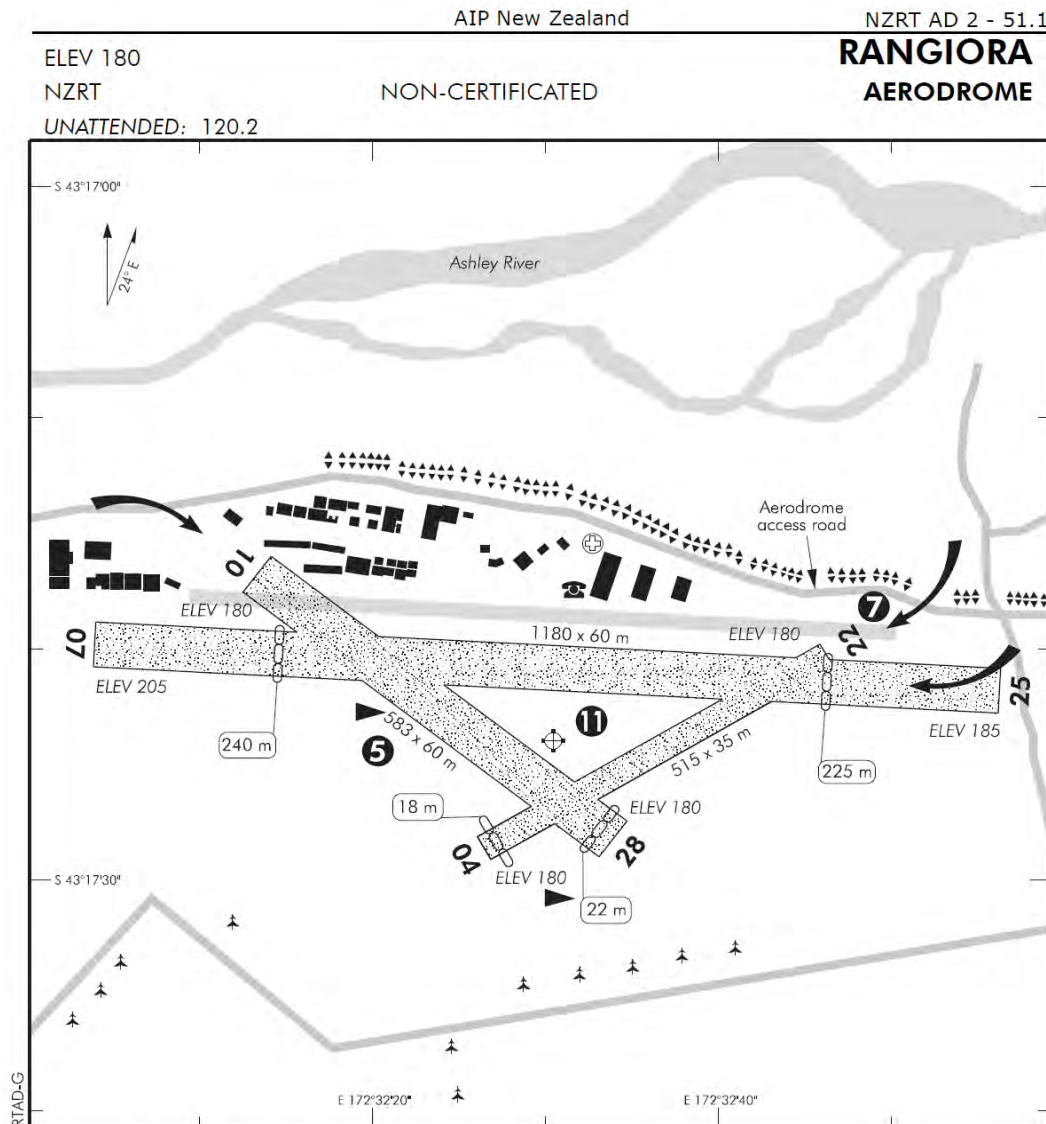 AIP New Zealand
NZRT AD 2 - 51.1
ELEV 180
RANGIORA
NZRT
NON-CERTIFICATED
AERODROME
UNATTENDED: 120.2
S 43°17'00"
24° E
Ashley River
Aerodrome
access road
10
7
ELEV 180
1180 x 60 m
ELEV 180
22
07
ELEV 205
25
ELEV 185
11
583 x 60 m
5
240 m
515 x 35 m
225 m
18 m
ELEV 180
04
28
ELEV 180
S 43°17'30"
22 m
E 172°32'20"
E 172°32'40"
RTAD-G